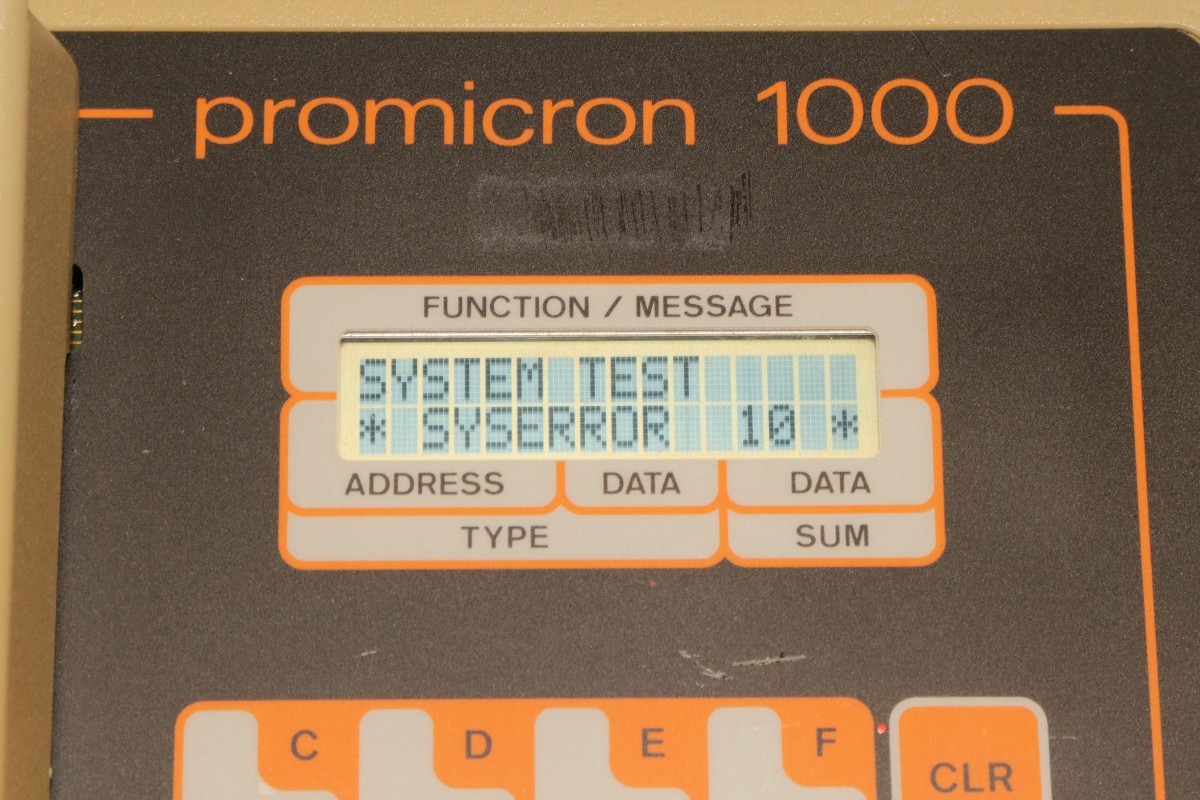 promicron 1000
FUNCTION / MESSAGE
SYSTEM TEST
* SYSERROR 10 *
ADDRESS DATA DATA
TYPE SUM
C D E F
CLR